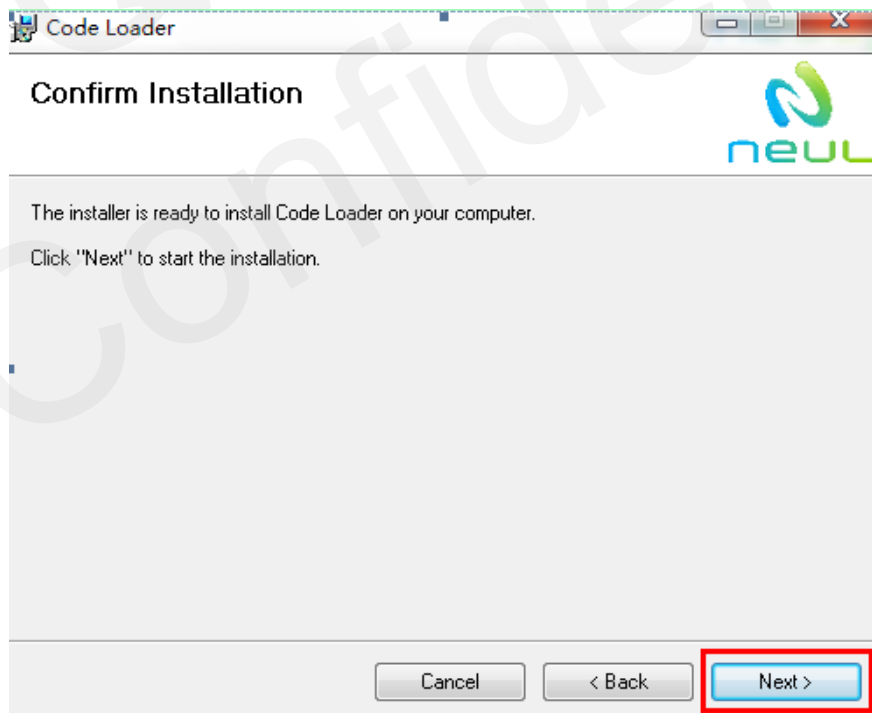 Code Loader
Confirm Installation
neul
The installer is ready to install Code Loader on your computer.
Click "Next" to start the installation.
Cancel
< Back
Next >
Confiden